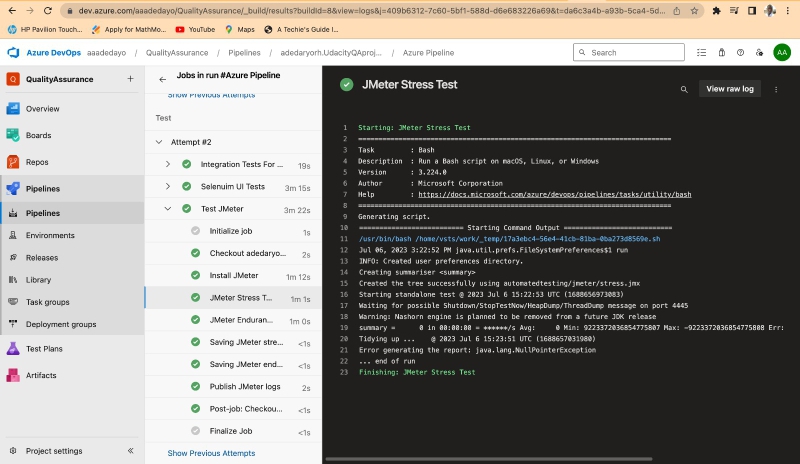 dev.azure.com/aaadedayo/QualityAssurance/_build/results?buildId=8&view=logs&j=409b6312-7c60-5bf1-588d-d6e683226a69&t=da6c3a4b-a93b-5ca4-5d...
HP Pavilion Touch...
Apply for MathMo...
YouTube
Maps
A Techie's Guide I...
Azure DevOps aaadedayo / QualityAssurance / Pipelines / adedaryorh.UdacityQAproj... / Azure Pipeline
Search
AA
QualityAssurance
Overview
Boards
Repos
Pipelines
Pipelines
Environments
Releases
Library
Task groups
Deployment groups
Test Plans
Artifacts
Project settings
Jobs in run #Azure Pipeline
Show Previous Attempts
Test
Attempt #2
Integration Tests For ... 19s
Selenuim UI Tests 3m 15s
Test JMeter 3m 22s
Initialize job 1s
Checkout adedaryo... 2s
Install JMeter 1m 12s
JMeter Stress T... 1m 1s
JMeter Enduran... 1m 0s
Saving JMeter stre... <1s
Saving JMeter end... <1s
Publish JMeter logs 2s
Post-job: Checkou... <1s
Finalize Job <1s
Show Previous Attempts
JMeter Stress Test
View raw log
1 Starting: JMeter Stress Test
2 ==============================================================================
3 Task : Bash
4 Description : Run a Bash script on macOS, Linux, or Windows
5 Version : 3.224.0
6 Author : Microsoft Corporation
7 Help : https://docs.microsoft.com/azure/devops/pipelines/tasks/utility/bash
8 ==============================================================================
9 Generating script.
10 ========================== Starting Command Output ===========================
11 /usr/bin/bash /home/vsts/work/_temp/17a3ebc4-56e4-41cb-81ba-0ba273d8569e.sh
12 Jul 06, 2023 3:22:52 PM java.util.prefs.FileSystemPreferences$1 run
13 INFO: Created user preferences directory.
14 Creating summariser <summary>
15 Created the tree successfully using automatedtesting/jmeter/stress.jmx
16 Starting standalone test @ 2023 Jul 6 15:22:53 UTC (1688656973083)
17 Waiting for possible Shutdown/StopTestNow/HeapDump/ThreadDump message on port 4445
18 Warning: Nashorn engine is planned to be removed from a future JDK release
19 summary = 0 in 00:00:00 = ******/s Avg: 0 Min: 9223372036854775807 Max: -9223372036854775808 Err:
20 Tidying up ... @ 2023 Jul 6 15:23:51 UTC (1688657031980)
21 Error generating the report: java.lang.NullPointerException
22 ... end of run
23 Finishing: JMeter Stress Test